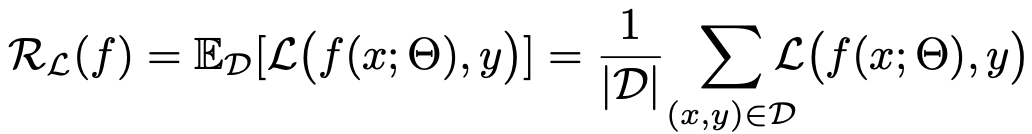 $\mathcal{R}_{\mathcal{L}}(f) = \mathbb{E}_{\mathcal{D}}[\mathcal{L}(f(x;\Theta),y)] = \frac{1}{|\mathcal{D}|} \sum_{(x,y)\in\mathcal{D}} \mathcal{L}(f(x;\Theta),y)$